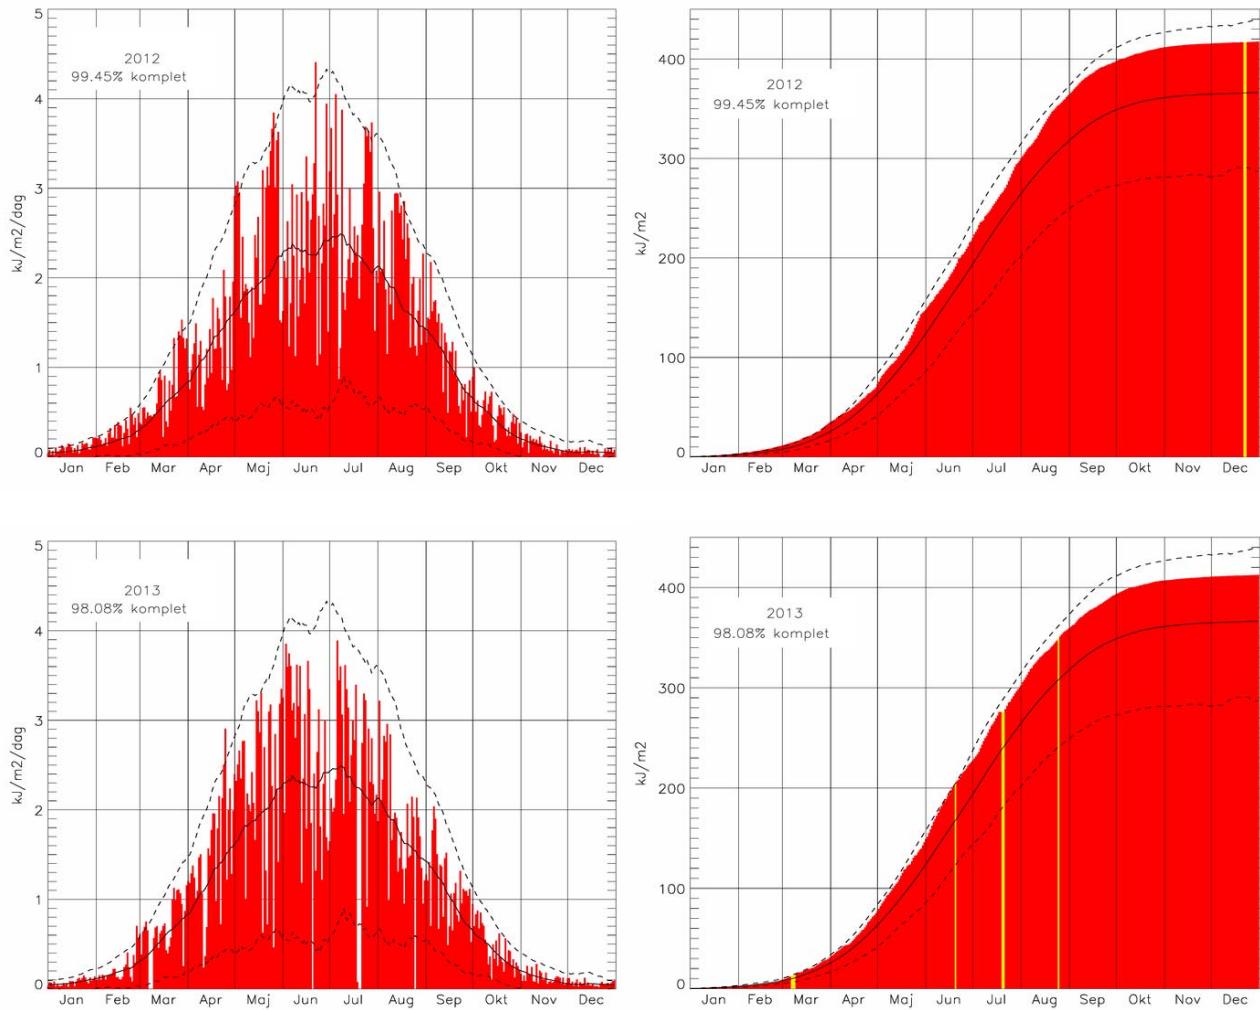 5
4
3
2
1
0
kJ/m2/dag
2012
99.45% komplet
Jan Feb Mar Apr Maj Jun Jul Aug Sep Okt Nov Dec
400
300
200
100
0
kJ/m2
2012
99.45% komplet
Jan Feb Mar Apr Maj Jun Jul Aug Sep Okt Nov Dec
5
4
3
2
1
0
kJ/m2/dag
2013
98.08% komplet
Jan Feb Mar Apr Maj Jun Jul Aug Sep Okt Nov Dec
400
300
200
100
0
kJ/m2
2013
98.08% komplet
Jan Feb Mar Apr Maj Jun Jul Aug Sep Okt Nov Dec